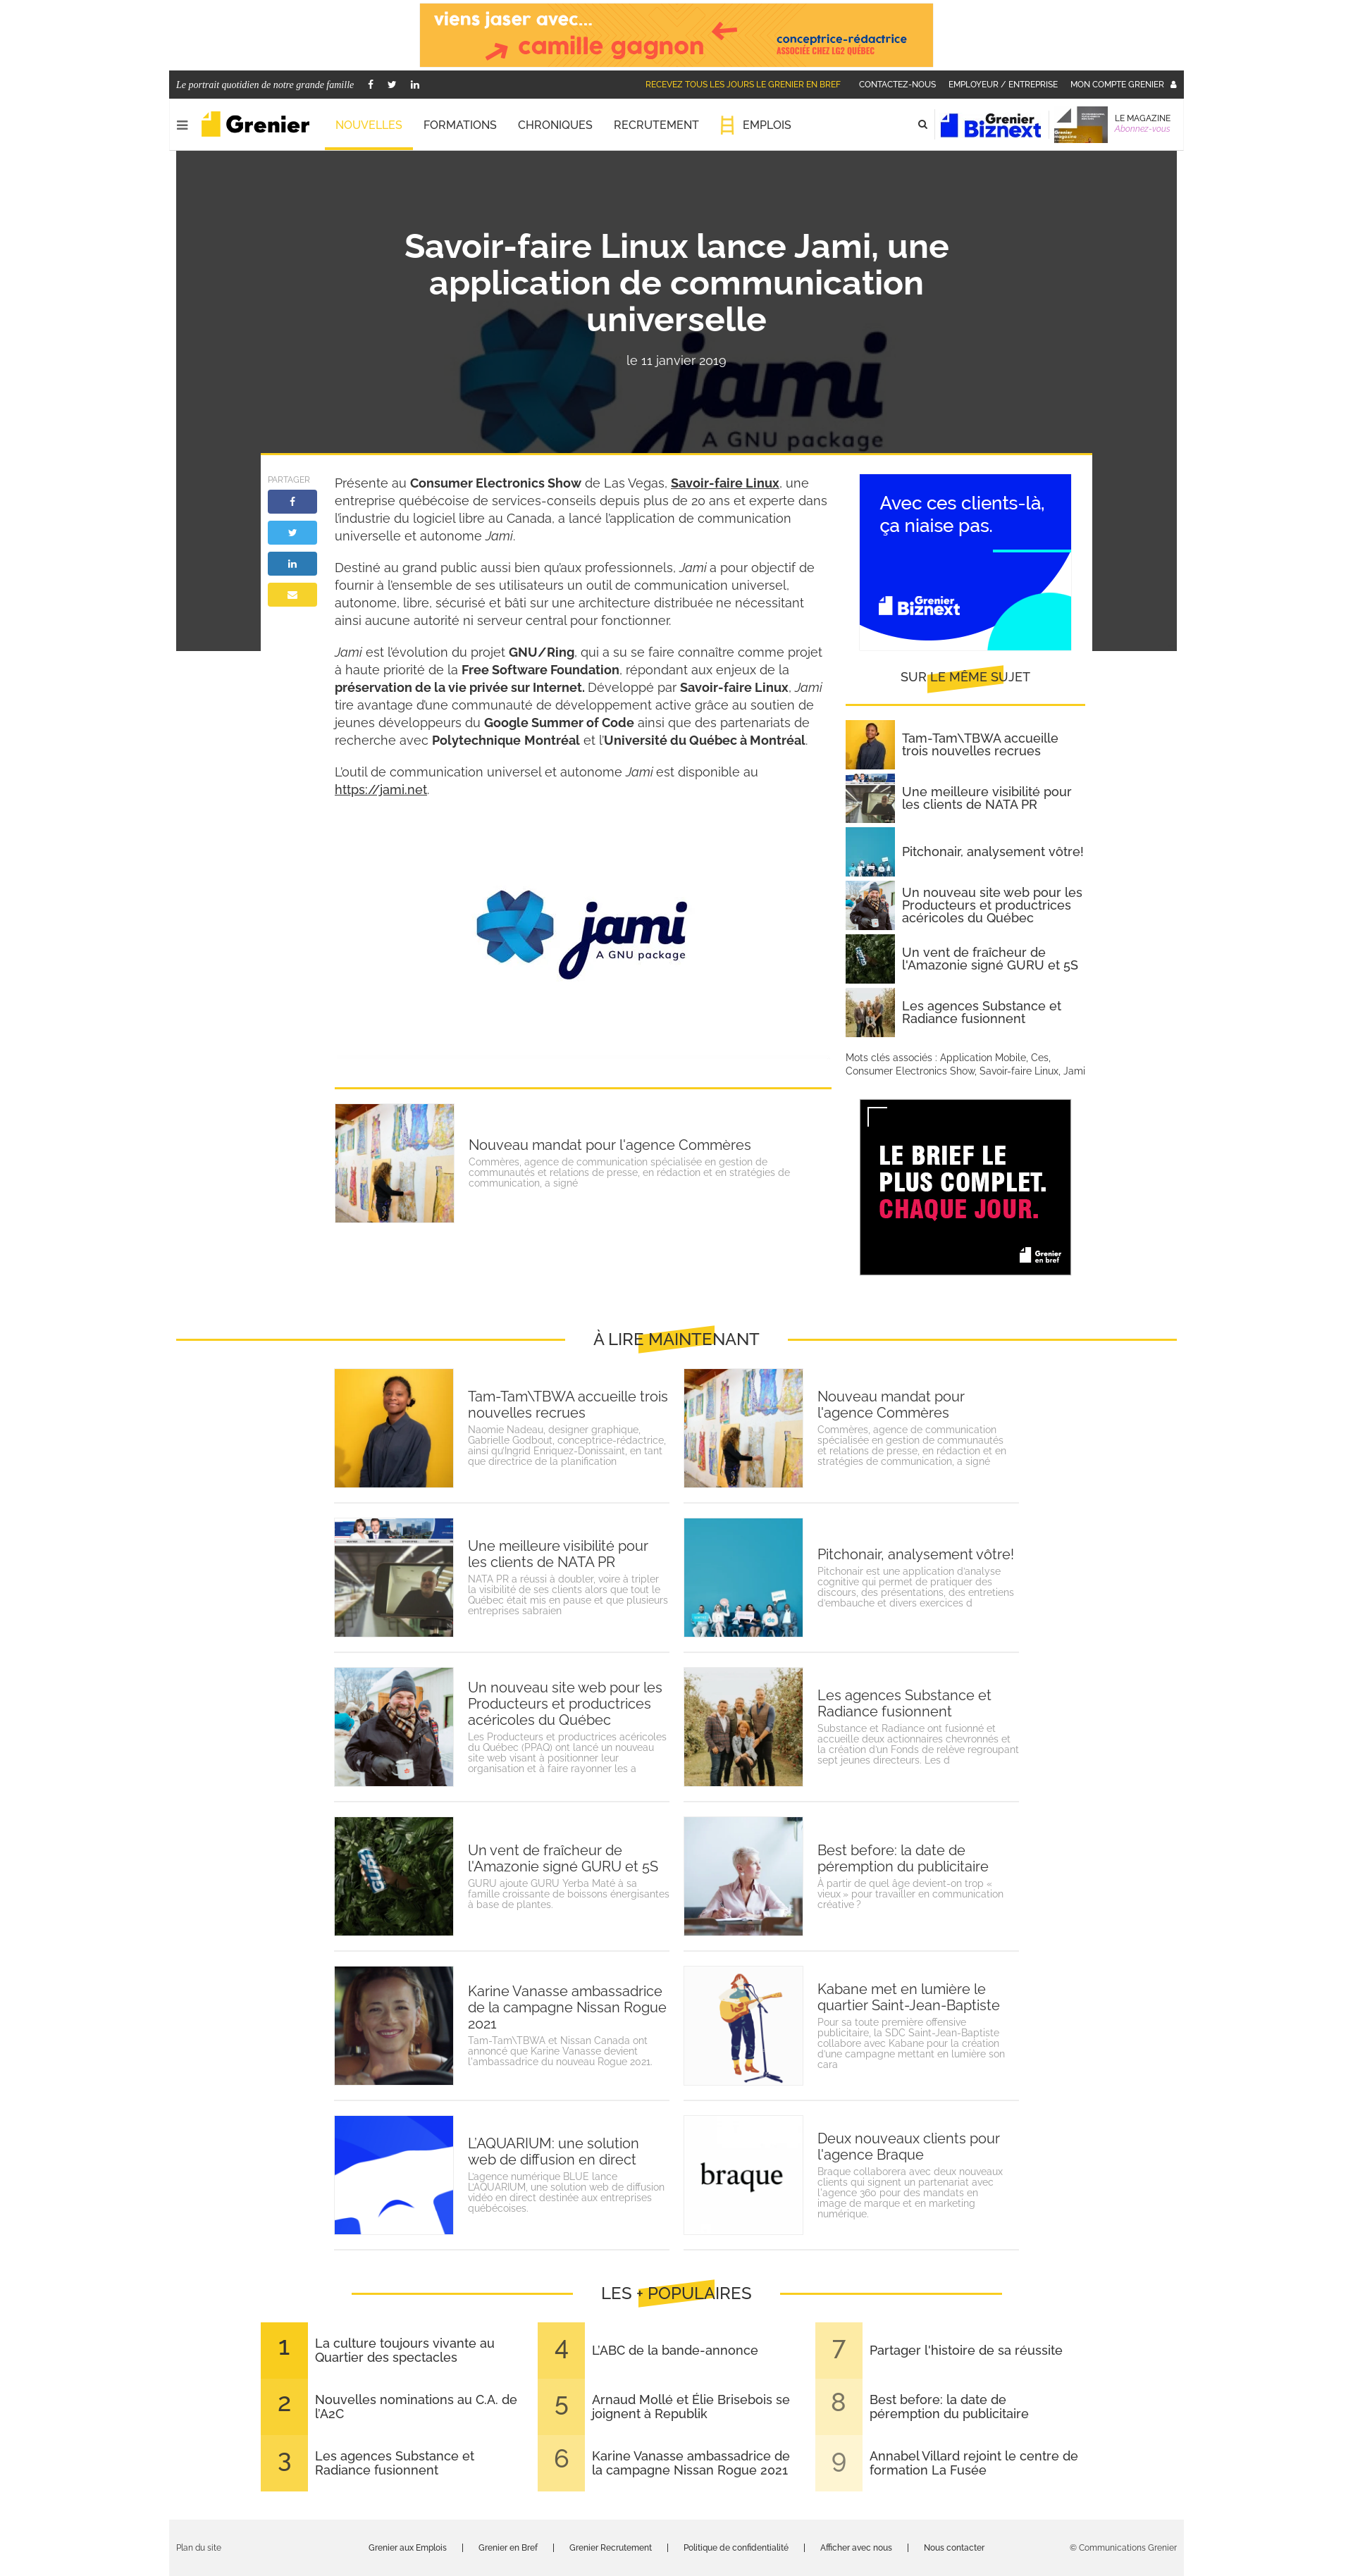 viens jaser avec...
camille gagnon
conceptrice-rédactrice
ASSOCIÉE CHEZ LG2 QUÉBEC
Le portrait quotidien de notre grande famille
RECEVEZ TOUS LES JOURS LE GRENIER EN BREF
CONTACTEZ-NOUS
EMPLOYEUR / ENTREPRISE
MON COMPTE GRENIER
Grenier
NOUVELLES
FORMATIONS
CHRONIQUES
RECRUTEMENT
EMPLOIS
Grenier
Biznext
LE MAGAZINE
Abonnez-vous
Savoir-faire Linux lance Jami, une
application de communication
universelle
le 11 janvier 2019
jami
A GNU package
PARTAGER
Présente au Consumer Electronics Show de Las Vegas, Savoir-faire Linux, une
entreprise québécoise de services-conseils depuis plus de 20 ans et experte dans
l'industrie du logiciel libre au Canada, a lancé l'application de communication
universelle et autonome Jami.
Destiné au grand public aussi bien qu'aux professionnels, Jami a pour objectif de
fournir à l'ensemble de ses utilisateurs un outil de communication universel,
autonome, libre, sécurisé et bâti sur une architecture distribuée ne nécessitant
ainsi aucune autorité ni serveur central pour fonctionner.
Jami est l'évolution du projet GNU/Ring, qui a su se faire connaître comme projet
à haute priorité de la Free Software Foundation, répondant aux enjeux de la
préservation de la vie privée sur Internet. Développé par Savoir-faire Linux, Jami
tire avantage d'une communauté de développement active grâce au soutien de
jeunes développeurs du Google Summer of Code ainsi que des partenariats de
recherche avec Polytechnique Montréal et l'Université du Québec à Montréal.
L'outil de communication universel et autonome Jami est disponible au
https://jami.net.
jami
A GNU package
Nouveau mandat pour l'agence Commères
Commères, agence de communication spécialisée en gestion de
communautés et relations de presse, en rédaction et en stratégies de
communication, a signé
Avec ces clients-là,
ça niaise pas.
Grenier
Biznext
SUR LE MÊME SUJET
Tam-Tam\TBWA accueille
trois nouvelles recrues
Une meilleure visibilité pour
les clients de NATA PR
Pitchonair, analysement vôtre!
Un nouveau site web pour les
Producteurs et productrices
acéricoles du Québec
Un vent de fraîcheur de
l'Amazonie signé GURU et 5S
Les agences Substance et
Radiance fusionnent
Mots clés associés : Application Mobile, Ces,
Consumer Electronics Show, Savoir-faire Linux, Jami
LE BRIEF LE
PLUS COMPLET.
CHAQUE JOUR.
Grenier
en bref
À LIRE MAINTENANT
Tam-Tam\TBWA accueille trois
nouvelles recrues
Naomie Nadeau, designer graphique,
Gabrielle Godbout, conceptrice-rédactrice,
ainsi qu'Ingrid Enriquez-Donissaint, en tant
que directrice de la planification
Nouveau mandat pour
l'agence Commères
Commères, agence de communication
spécialisée en gestion de communautés
et relations de presse, en rédaction et en
stratégies de communication, a signé
Une meilleure visibilité pour
les clients de NATA PR
NATA PR a réussi à doubler, voire à tripler
la visibilité de ses clients alors que tout le
Québec était mis en pause et que plusieurs
entreprises sabraien
Pitchonair, analysement vôtre!
Pitchonair est une application d'analyse
cognitive qui permet de pratiquer des
discours, des présentations, des entretiens
d'embauche et divers exercices d
Un nouveau site web pour les
Producteurs et productrices
acéricoles du Québec
Les Producteurs et productrices acéricoles
du Québec (PPAQ) ont lancé un nouveau
site web visant à positionner leur
organisation et à faire rayonner les a
Les agences Substance et
Radiance fusionnent
Substance et Radiance ont fusionné et
accueille deux actionnaires chevronnés et
la création d'un Fonds de relève regroupant
sept jeunes directeurs. Les d
Un vent de fraîcheur de
l'Amazonie signé GURU et 5S
GURU ajoute GURU Yerba Maté à sa
famille croissante de boissons énergisantes
à base de plantes.
Best before: la date de
péremption du publicitaire
À partir de quel âge devient-on trop «
vieux » pour travailler en communication
créative ?
Karine Vanasse ambassadrice
de la campagne Nissan Rogue
2021
Tam-Tam\TBWA et Nissan Canada ont
annoncé que Karine Vanasse devient
l'ambassadrice du nouveau Rogue 2021.
Kabane met en lumière le
quartier Saint-Jean-Baptiste
Pour sa toute première offensive
publicitaire, la SDC Saint-Jean-Baptiste
collabore avec Kabane pour la création
d'une campagne mettant en lumière son
cara
L'AQUARIUM: une solution
web de diffusion en direct
L'agence numérique BLUE lance
L'AQUARIUM, une solution web de diffusion
vidéo en direct destinée aux entreprises
québécoises.
braque
Deux nouveaux clients pour
l'agence Braque
Braque collaborera avec deux nouveaux
clients qui signent un partenariat avec
l'agence 360 pour des mandats en
image de marque et en marketing
numérique.
LES + POPULAIRES
1
La culture toujours vivante au
Quartier des spectacles
2
Nouvelles nominations au C.A. de
l'A2C
3
Les agences Substance et
Radiance fusionnent
4
L'ABC de la bande-annonce
5
Arnaud Mollé et Élie Brisebois se
joignent à Republik
6
Karine Vanasse ambassadrice de
la campagne Nissan Rogue 2021
7
Partager l'histoire de sa réussite
8
Best before: la date de
péremption du publicitaire
9
Annabel Villard rejoint le centre de
formation La Fusée
Plan du site
Grenier aux Emplois | Grenier en Bref | Grenier Recrutement | Politique de confidentialité | Afficher avec nous | Nous contacter
© Communications Grenier